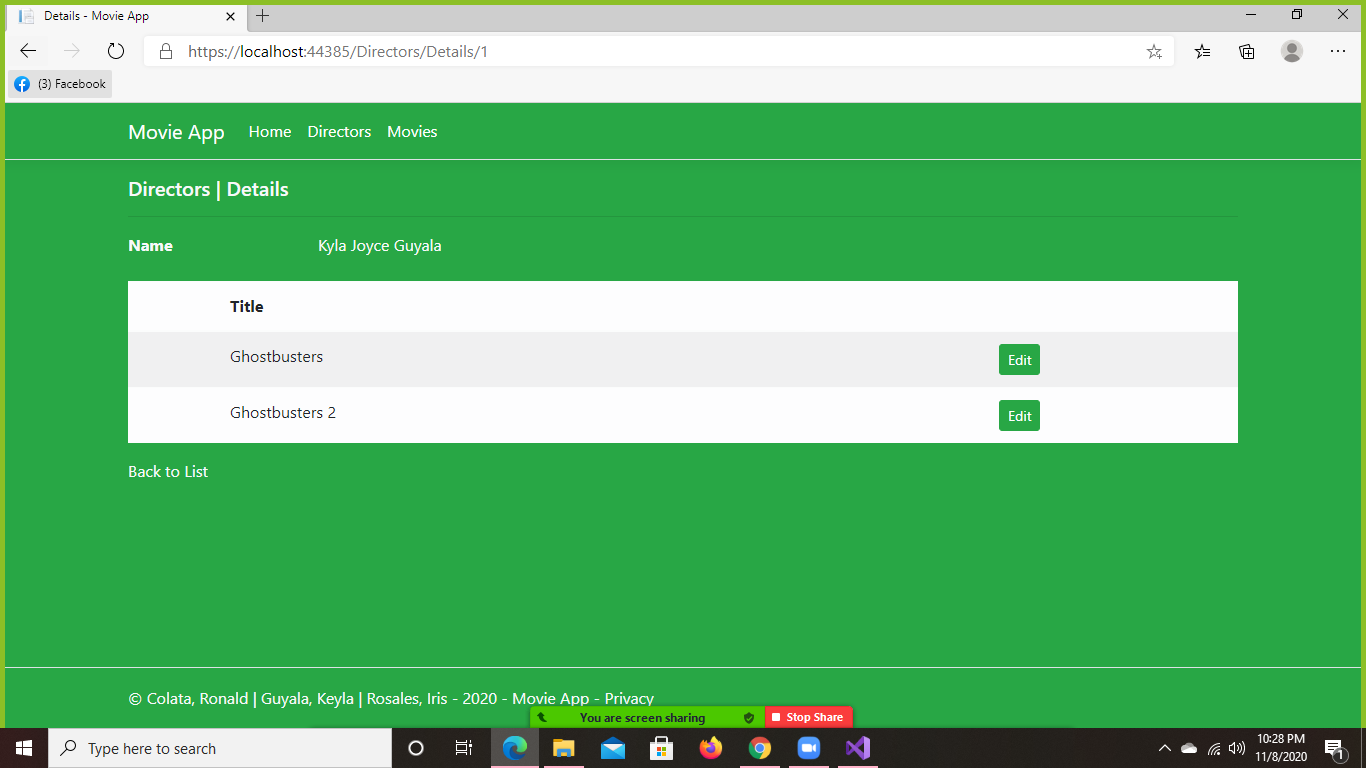 Details - Movie App
https://localhost:44385/Directors/Details/1
(3) Facebook
Movie App Home Directors Movies
Directors | Details
Name Kyla Joyce Guyala
Title
Ghostbusters Edit
Ghostbusters 2 Edit
Back to List
© Colata, Ronald | Guyala, Keyla | Rosales, Iris - 2020 - Movie App - Privacy
You are screen sharing Stop Share
Type here to search
10:28 PM
11/8/2020
1